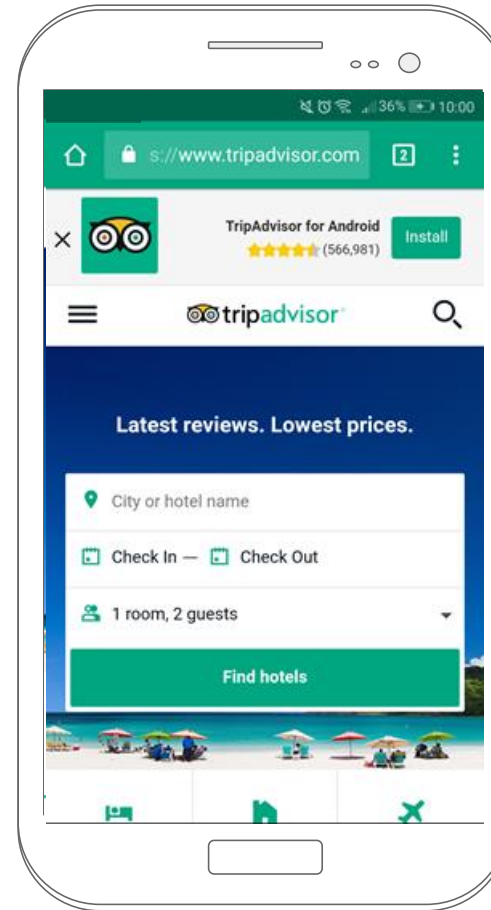 36% 10:00
s://www.tripadvisor.com 2
TripAdvisor for Android
(566,981)
Install
tripadvisor
Latest reviews. Lowest prices.
City or hotel name
Check In — Check Out
1 room, 2 guests
Find hotels